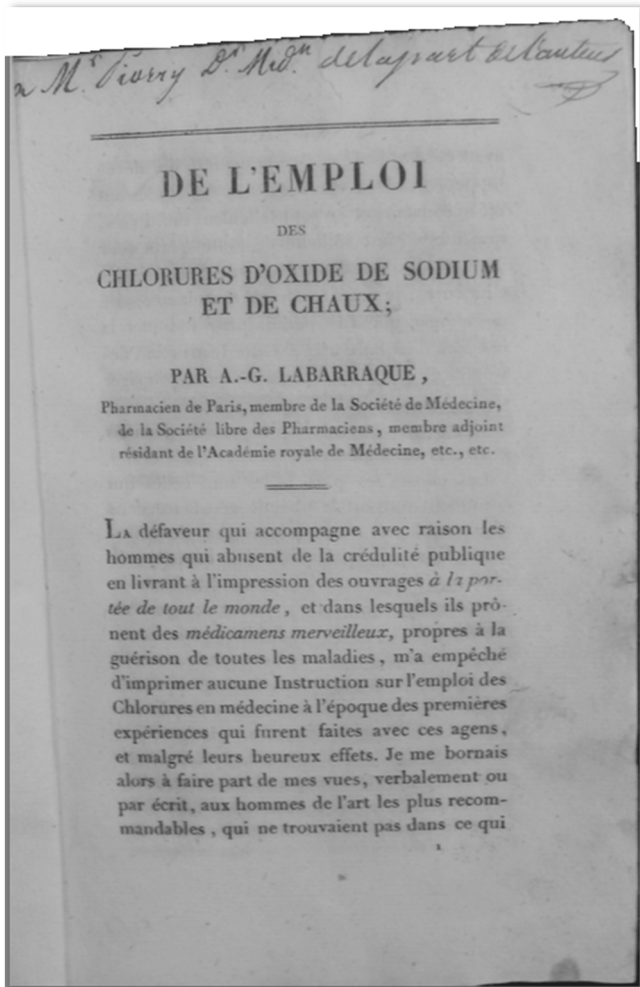 a Mr. Piorry Dr. Medn. de la part de l'auteur
DE L'EMPLOI
DES
CHLORURES D'OXIDE DE SODIUM
ET DE CHAUX;
PAR A.-G. LABARRAQUE,
Pharmacien de Paris, membre de la Société de Médecine,
de la Société libre des Pharmaciens, membre adjoint
résidant de l'Académie royale de Médecine, etc., etc.
LA défaveur qui accompagne avec raison les
hommes qui abusent de la crédulité publique
en livrant à l'impression des ouvrages à la por-
tée de tout le monde, et dans lesquels ils prô-
nent des médicamens merveilleux, propres à la
guérison de toutes les maladies, m'a empêché
d'imprimer aucune Instruction sur l'emploi des
Chlorures en médecine à l'époque des premières
expériences qui furent faites avec ces agens,
et malgré leurs heureux effets. Je me bornais
alors à faire part de mes vues, verbalement ou
par écrit, aux hommes de l'art les plus recom-
mandables, qui ne trouvaient pas dans ce qui
1